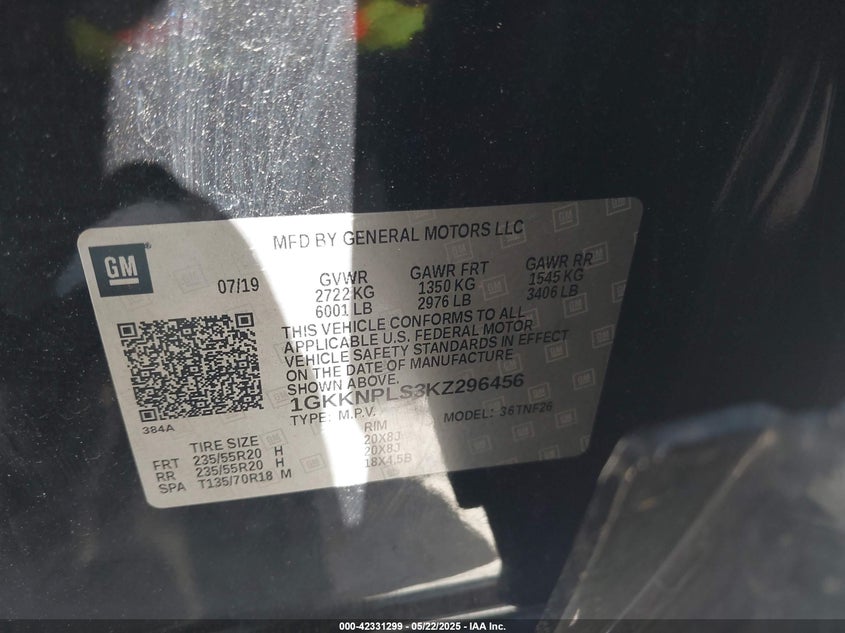 GM
MFD BY GENERAL MOTORS LLC
07/19
GVWR
2722 KG
6001 LB
GAWR FRT
1350 KG
2976 LB
GAWR RR
1545 KG
3406 LB
THIS VEHICLE CONFORMS TO ALL
APPLICABLE U.S. FEDERAL MOTOR
VEHICLE SAFETY STANDARDS IN EFFECT
ON THE DATE OF MANUFACTURE
SHOWN ABOVE.
1GKKNPLS3KZ296456
TYPE: M.P.V. MODEL: 36TNF26
384A
TIRE SIZE RIM
FRT 235/55R20 H 20X8J
RR 235/55R20 H 20X8J
SPA T135/70R18 M 18X4.5B
000-42331299 - 05/22/2025 - IAA Inc.